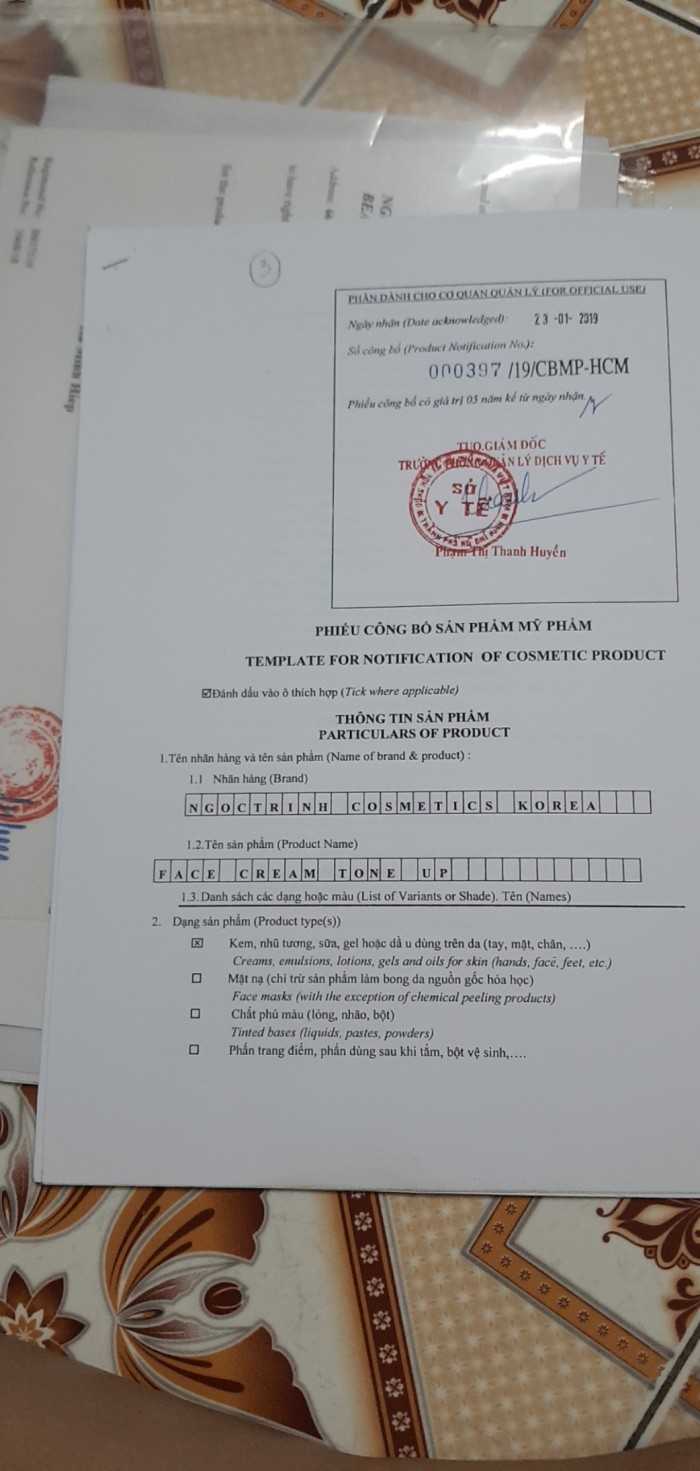 3
PHẦN DÀNH CHO CƠ QUAN QUẢN LÝ (FOR OFFICIAL USE)
Ngày nhận (Date acknowledged): 23 -01- 2019
Số công bố (Product Notification No.):
000397 /19/CBMP-HCM
Phiếu công bố có giá trị 05 năm kể từ ngày nhận.
TUQ.GIÁM ĐỐC
TRƯỞNG PHÒNG QUẢN LÝ DỊCH VỤ Y TẾ
SỞ
Y TẾ
Phạm Thị Thanh Huyền
PHIẾU CÔNG BỐ SẢN PHẨM MỸ PHẨM
TEMPLATE FOR NOTIFICATION OF COSMETIC PRODUCT
☑Đánh dấu vào ô thích hợp (Tick where applicable)
THÔNG TIN SẢN PHẨM
PARTICULARS OF PRODUCT
1.Tên nhãn hàng và tên sản phẩm (Name of brand & product) :
1.1 Nhãn hàng (Brand)
NGOCTRINH COSMETICS KOREA
1.2.Tên sản phẩm (Product Name)
FACE CREAM TONE UP
1.3.Danh sách các dạng hoặc màu (List of Variants or Shade). Tên (Names)
2. Dạng sản phẩm (Product type(s))
☒ Kem, nhũ tương, sữa, gel hoặc dầ u dùng trên da (tay, mặt, chân, ….)
Creams, emulsions, lotions, gels and oils for skin (hands, face, feet, etc.)
☐ Mặt nạ (chỉ trừ sản phẩm làm bong da nguồn gốc hóa học)
Face masks (with the exception of chemical peeling products)
☐ Chất phủ màu (lỏng, nhão, bột)
Tinted bases (liquids, pastes, powders)
☐ Phấn trang điểm, phấn dùng sau khi tắm, bột vệ sinh,….